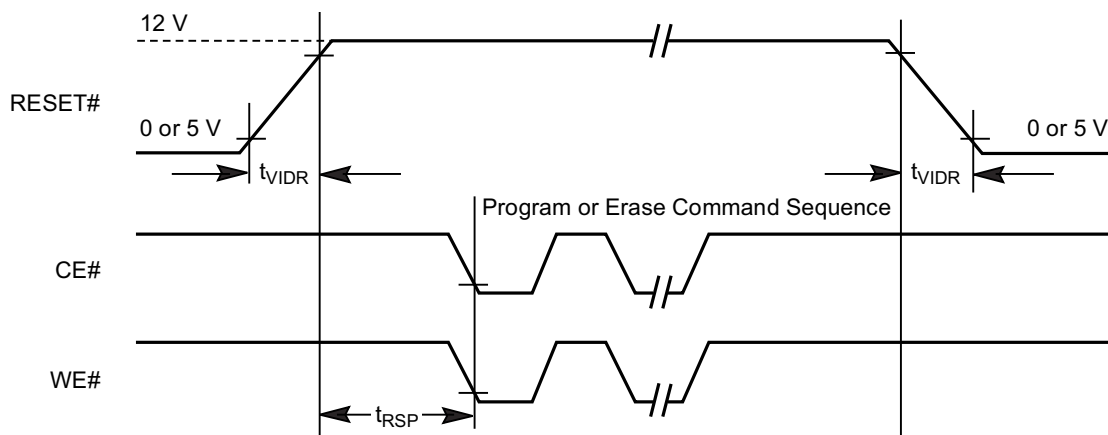 12 V
RESET#
0 or 5 V
0 or 5 V
tVIDR
tVIDR
Program or Erase Command Sequence
CE#
WE#
tRSP